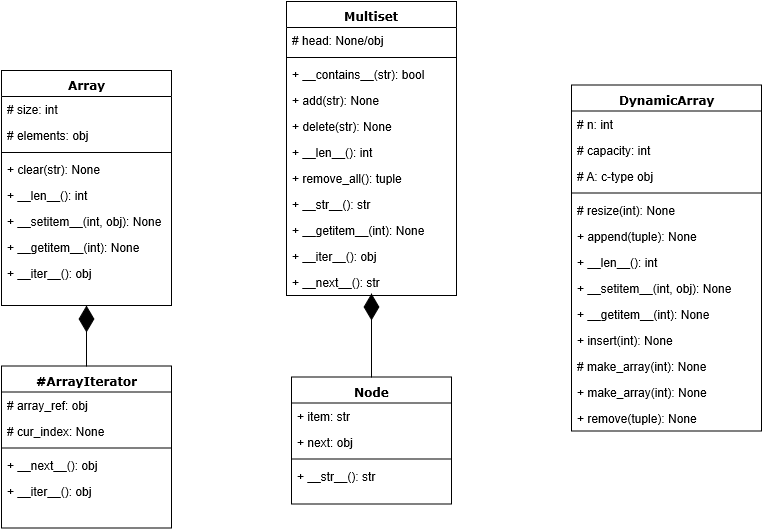 Array
# size: int
# elements: obj
+ clear(str): None
+ __len__(): int
+ __setitem__(int, obj): None
+ __getitem__(int): None
+ __iter__(): obj
#ArrayIterator
# array_ref: obj
# cur_index: None
+ __next__(): obj
+ __iter__(): obj
Multiset
# head: None/obj
+ __contains__(str): bool
+ add(str): None
+ delete(str): None
+ __len__(): int
+ remove_all(): tuple
+ __str__(): str
+ __getitem__(int): None
+ __iter__(): obj
+ __next__(): str
Node
+ item: str
+ next: obj
+ __str__(): str
DynamicArray
# n: int
# capacity: int
# A: c-type obj
# resize(int): None
+ append(tuple): None
+ __len__(): int
+ __setitem__(int, obj): None
+ __getitem__(int): None
+ insert(int): None
# make_array(int): None
+ make_array(int): None
+ remove(tuple): None